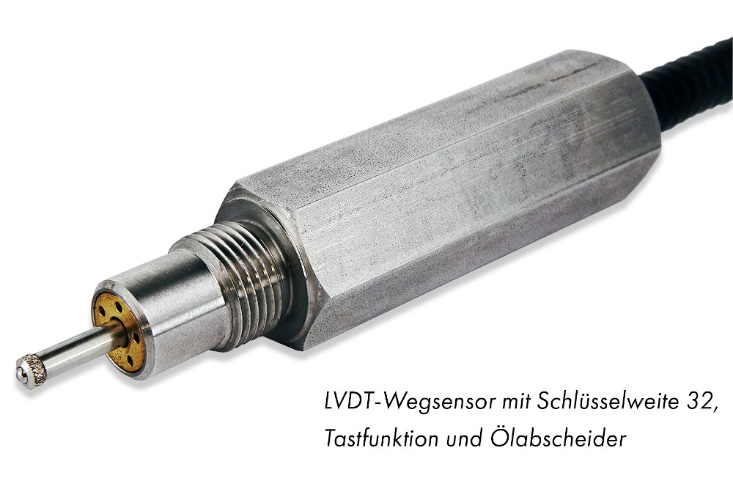 LVDT-Wegsensor mit Schlüsselweite 32,
Tastfunktion und Ölabscheider